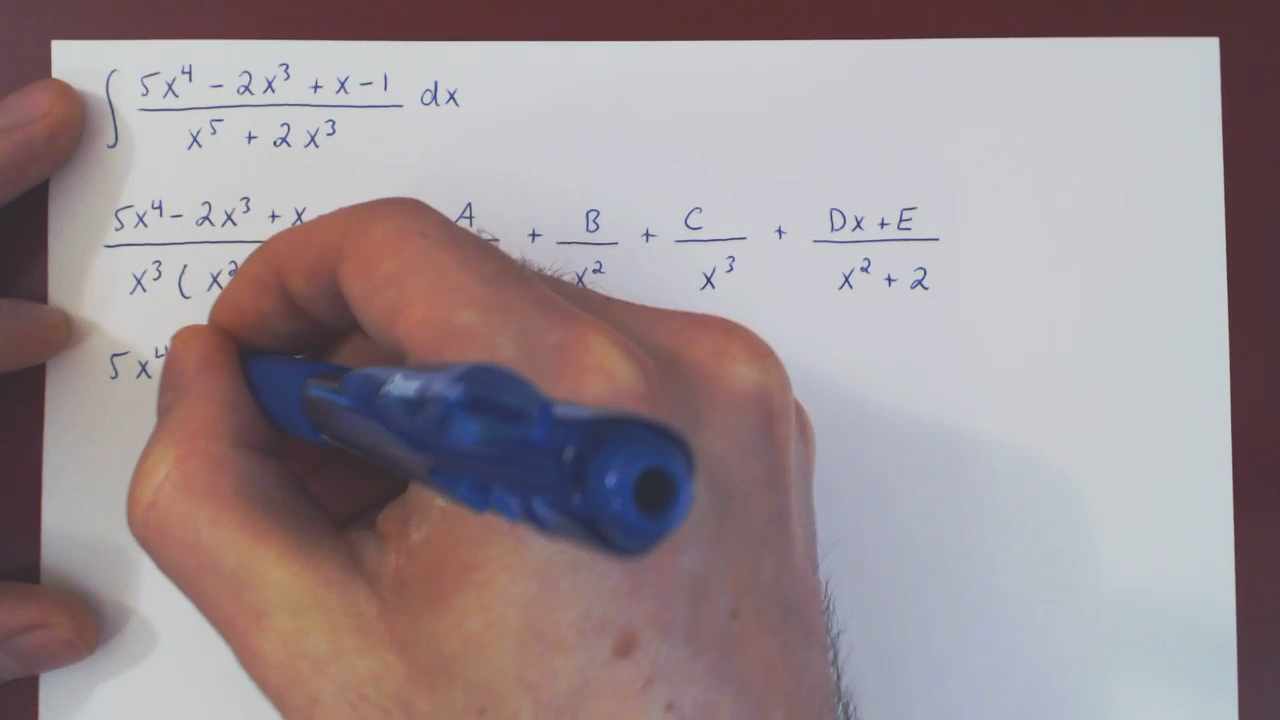 ∫ (5x⁴ - 2x³ + x - 1)/(x⁵ + 2x³) dx
5x⁴ - 2x³ + x - A + B + C + Dx + E
x³ ( x² x² x³ x² + 2
5x⁴